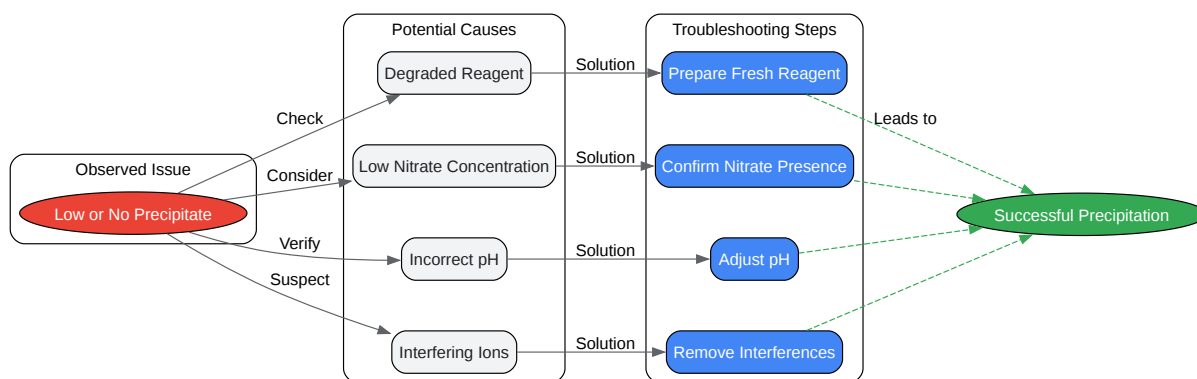 Potential Causes
Troubleshooting Steps
Degraded Reagent
Solution
Prepare Fresh Reagent
Check
Leads to
Observed Issue
Low Nitrate Concentration
Solution
Confirm Nitrate Presence
Consider
Low or No Precipitate
Successful Precipitation
Verify
Incorrect pH
Solution
Adjust pH
Suspect
Interfering Ions
Solution
Remove Interferences